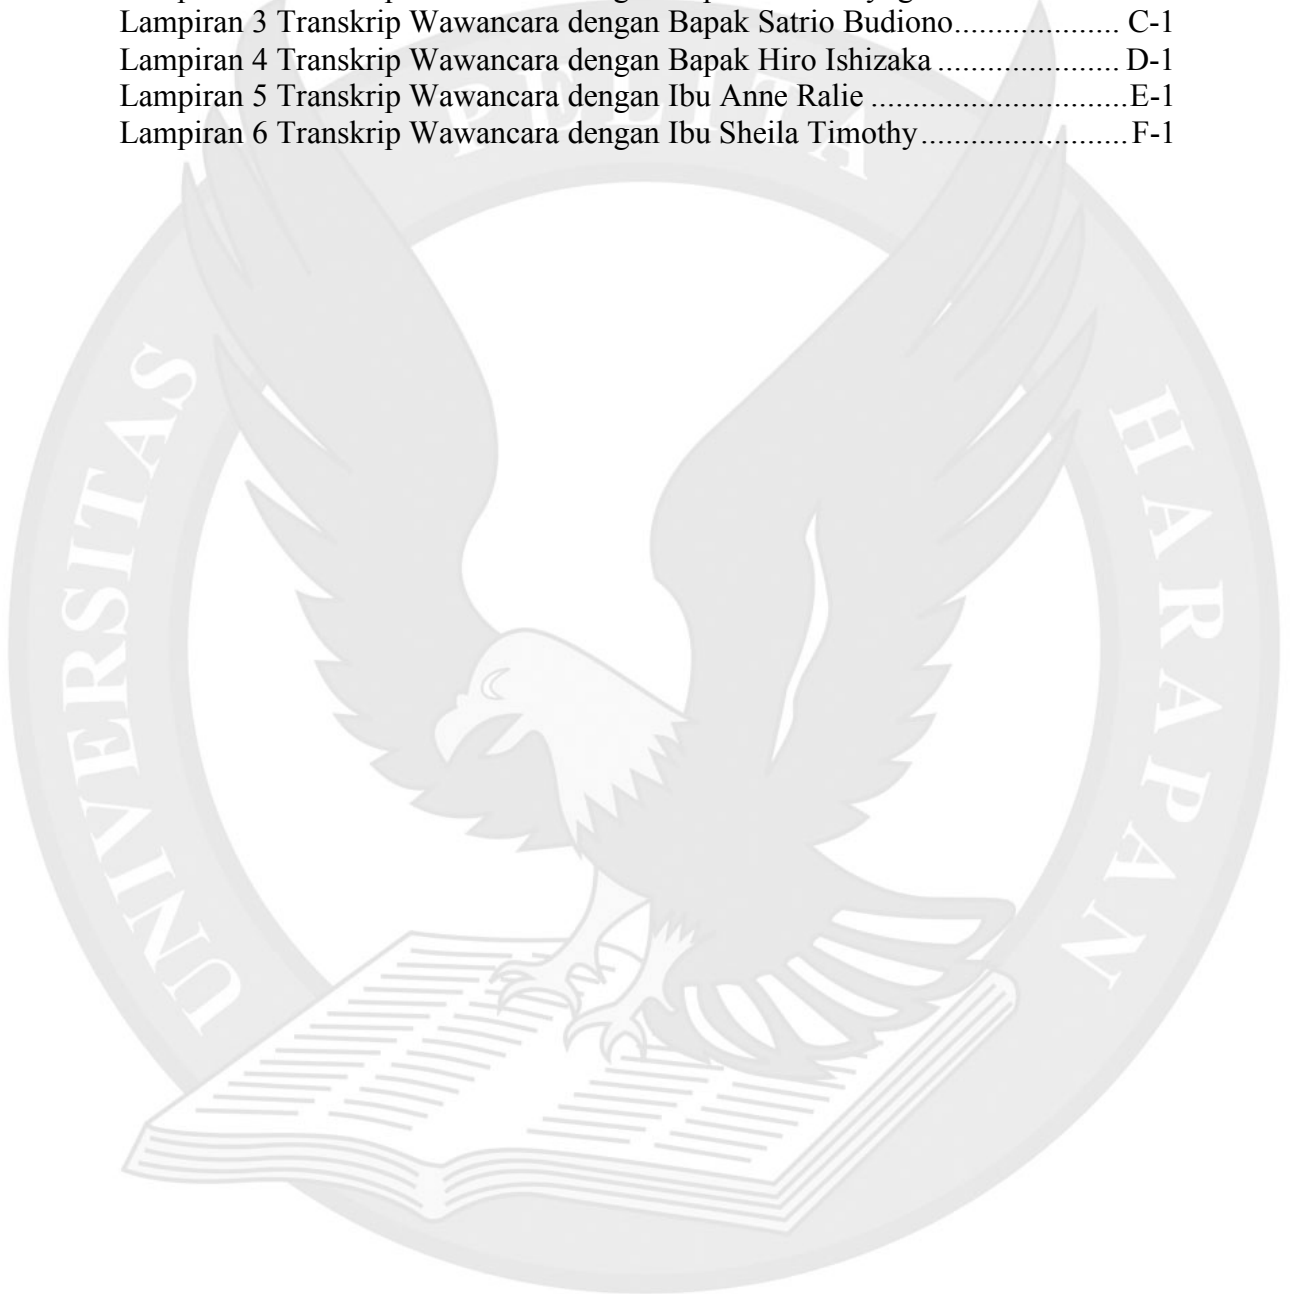 Lampiran 3 Transkrip Wawancara dengan Bapak Satrio Budiono.................... C-1
Lampiran 4 Transkrip Wawancara dengan Bapak Hiro Ishizaka ..................... D-1
Lampiran 5 Transkrip Wawancara dengan Ibu Anne Ralie .............................E-1
Lampiran 6 Transkrip Wawancara dengan Ibu Sheila Timothy.......................F-1
UNIVERSITAS PELITA HARAPAN